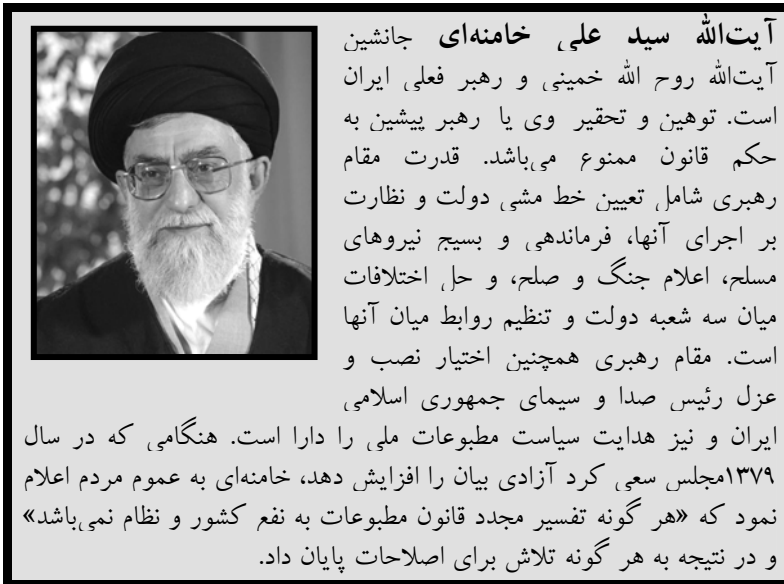 آیت‌الله سید علی خامنه‌ای جانشین
آیت‌الله روح الله خمینی و رهبر فعلی ایران
است. توهین و تحقیر وی یا رهبر پیشین به
حکم قانون ممنوع می‌باشد. قدرت مقام
رهبری شامل تعیین خط مشی دولت و نظارت
بر اجرای آنها، فرماندهی و بسیج نیروهای
مسلح، اعلام جنگ و صلح، و حل اختلافات
میان سه شعبه دولت و تنظیم روابط میان آنها
است. مقام رهبری همچنین اختیار نصب و
عزل رئیس صدا و سیمای جمهوری اسلامی
ایران و نیز هدایت سیاست مطبوعات ملی را دارا است. هنگامی که در سال
۱۳۷۹مجلس سعی کرد آزادی بیان را افزایش دهد، خامنه‌ای به عموم مردم اعلام
نمود که «هر گونه تفسیر مجدد قانون مطبوعات به نفع کشور و نظام نمی‌باشد»
و در نتیجه به هر گونه تلاش برای اصلاحات پایان داد.